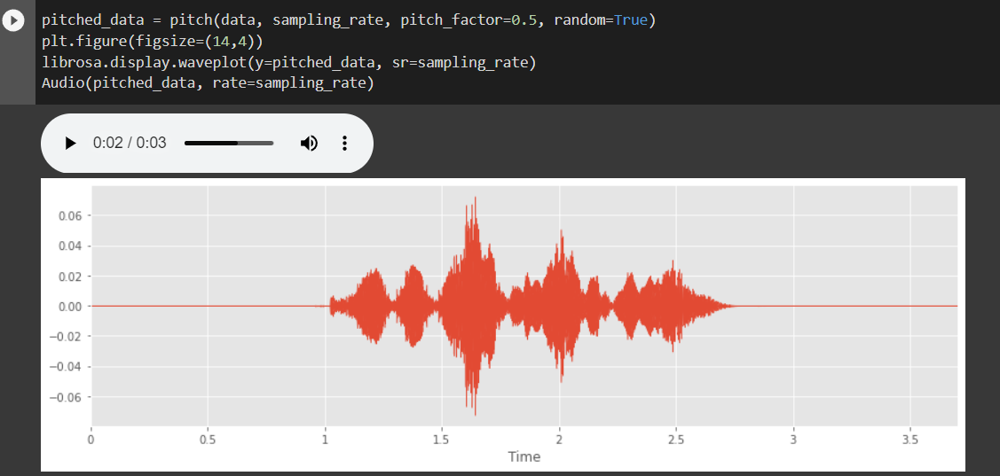 pitched_data = pitch(data, sampling_rate, pitch_factor=0.5, random=True)
plt.figure(figsize=(14,4))
librosa.display.waveplot(y=pitched_data, sr=sampling_rate)
Audio(pitched_data, rate=sampling_rate)
0:02 / 0:03
0.06
0.04
0.02
0.00
−0.02
−0.04
−0.06
0 0.5 1 1.5 2 2.5 3 3.5
Time